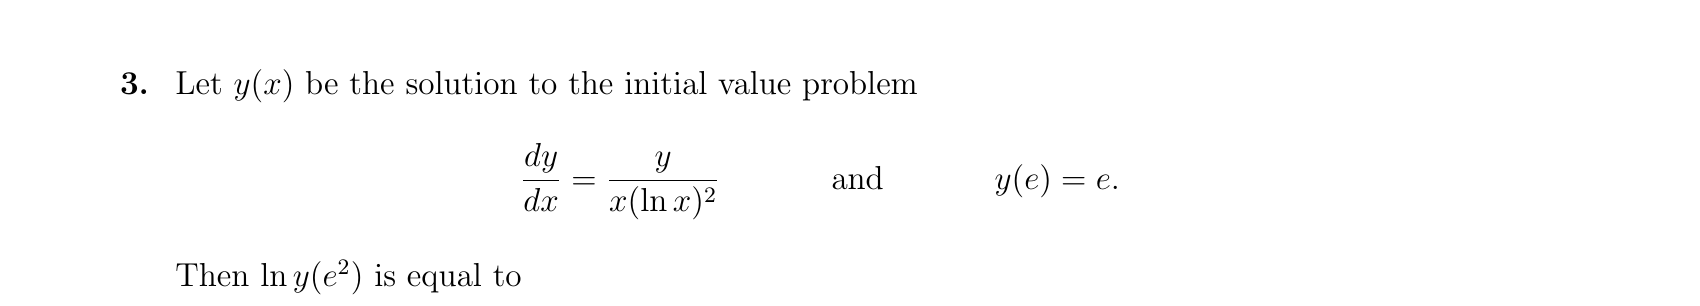 3. Let y(x) be the solution to the initial value problem
dy/dx = y/(x(ln x)²) and y(e) = e.
Then ln y(e²) is equal to